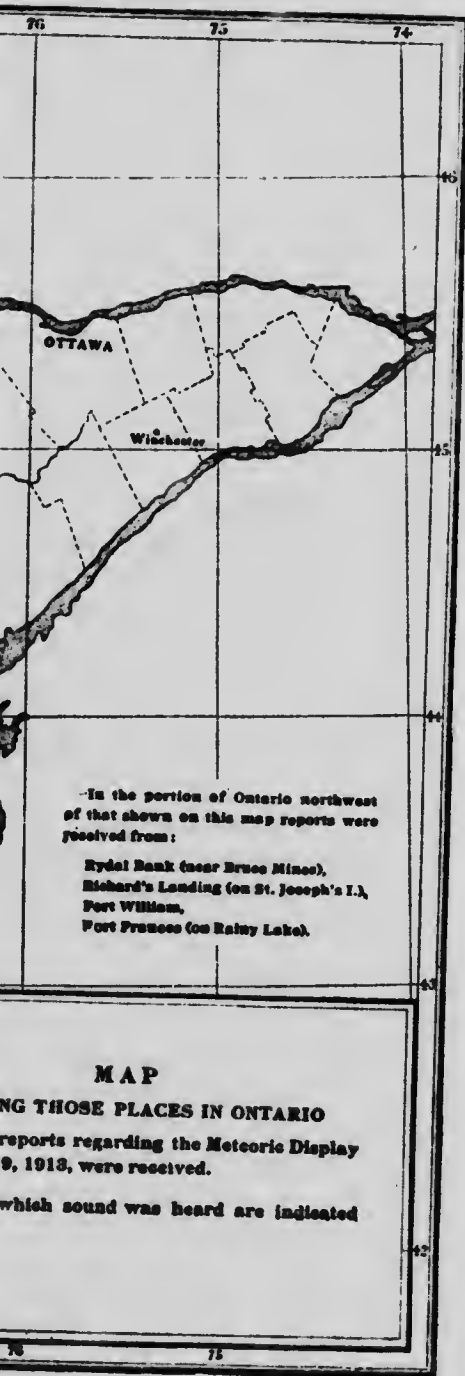 76 75 74
46
OTTAWA
Winchester
45
44
In the portion of Ontario northwest
of that shown on this map reports were
received from:
Rydal Bank (near Bruce Mines),
Richard's Landing (on St. Joseph's I.),
Fort William,
Fort Frances (on Rainy Lake).
43
MAP
NG THOSE PLACES IN ONTARIO
reports regarding the Meteoric Display
9, 1913, were received.
which sound was heard are indicated
42
76 75